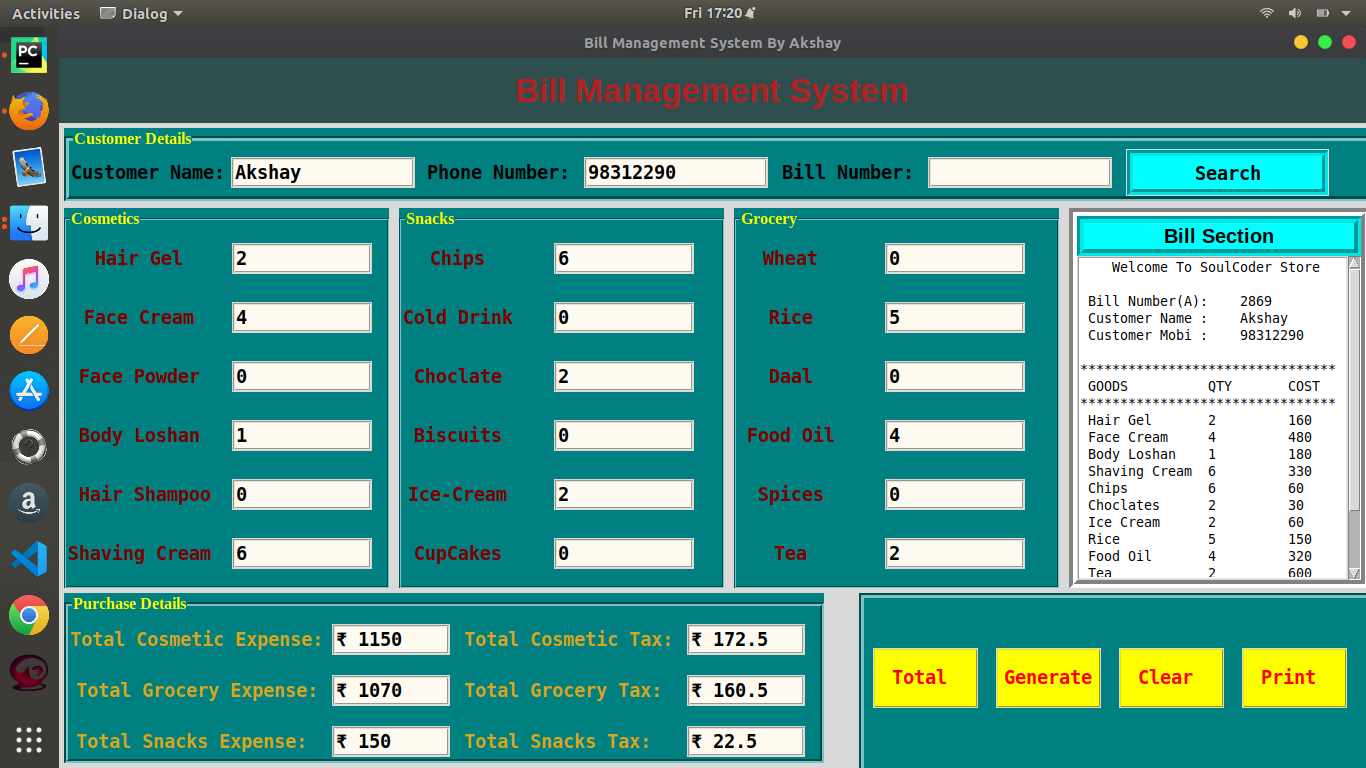 Activities Dialog Fri 17:20
PC
Bill Management System By Akshay
Bill Management System
Customer Details
Customer Name: Akshay Phone Number: 98312290 Bill Number: Search
Cosmetics
Hair Gel 2
Face Cream 4
Face Powder 0
Body Loshan 1
Hair Shampoo 0
Shaving Cream 6
Snacks
Chips 6
Cold Drink 0
Choclate 2
Biscuits 0
Ice-Cream 2
CupCakes 0
Grocery
Wheat 0
Rice 5
Daal 0
Food Oil 4
Spices 0
Tea 2
Bill Section
Welcome To SoulCoder Store
Bill Number(A): 2869
Customer Name : Akshay
Customer Mobi : 98312290
********************************
GOODS QTY COST
********************************
Hair Gel 2 160
Face Cream 4 480
Body Loshan 1 180
Shaving Cream 6 330
Chips 6 60
Choclates 2 30
Ice Cream 2 60
Rice 5 150
Food Oil 4 320
Tea 2 600
Purchase Details
Total Cosmetic Expense: ₹ 1150 Total Cosmetic Tax: ₹ 172.5
Total Grocery Expense: ₹ 1070 Total Grocery Tax: ₹ 160.5
Total Snacks Expense: ₹ 150 Total Snacks Tax: ₹ 22.5
Total Generate Clear Print